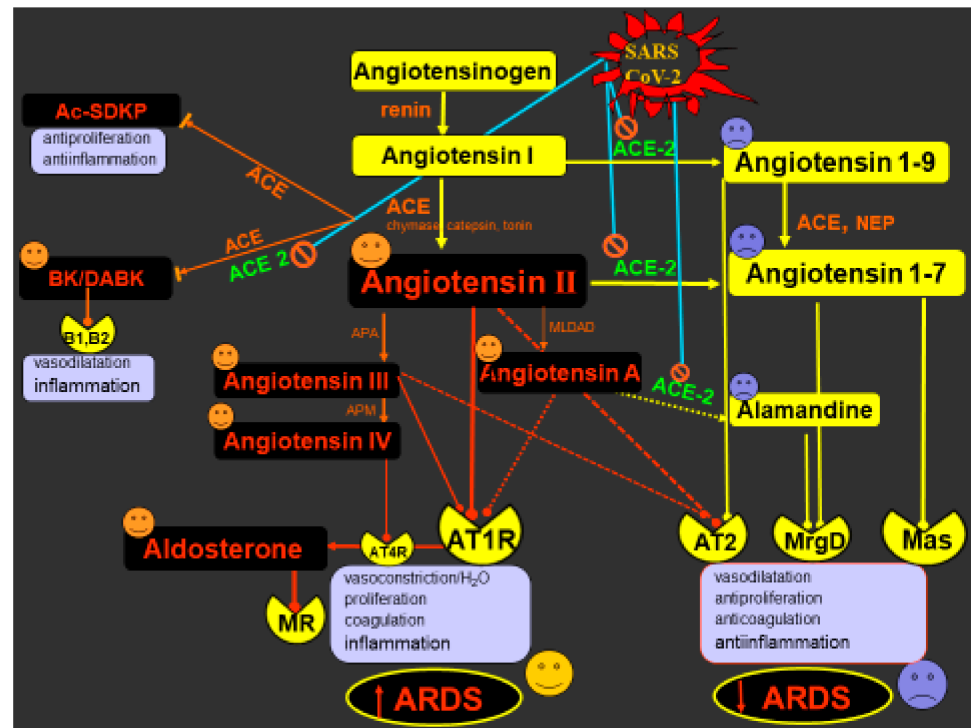 SARS
CoV-2
Angiotensinogen
renin
Ac-SDKP
antiproliferation
antiinflammation
Angiotensin I
ACE-2
Angiotensin 1-9
ACE
ACE
chymase, catepsin, tonin
ACE, NEP
ACE
ACE 2
BK/DABK
Angiotensin II
ACE-2
Angiotensin 1-7
B1,B2
vasodilatation
inflammation
APA
MLDAD
Angiotensin III
Angiotensin A
ACE-2
APM
Alamandine
Angiotensin IV
Aldosterone
AT4R
AT1R
AT2
MrgD
Mas
MR
vasoconstriction/H₂O
proliferation
coagulation
inflammation
vasodilatation
antiproliferation
anticoagulation
antiinflammation
↑ ARDS
↓ ARDS